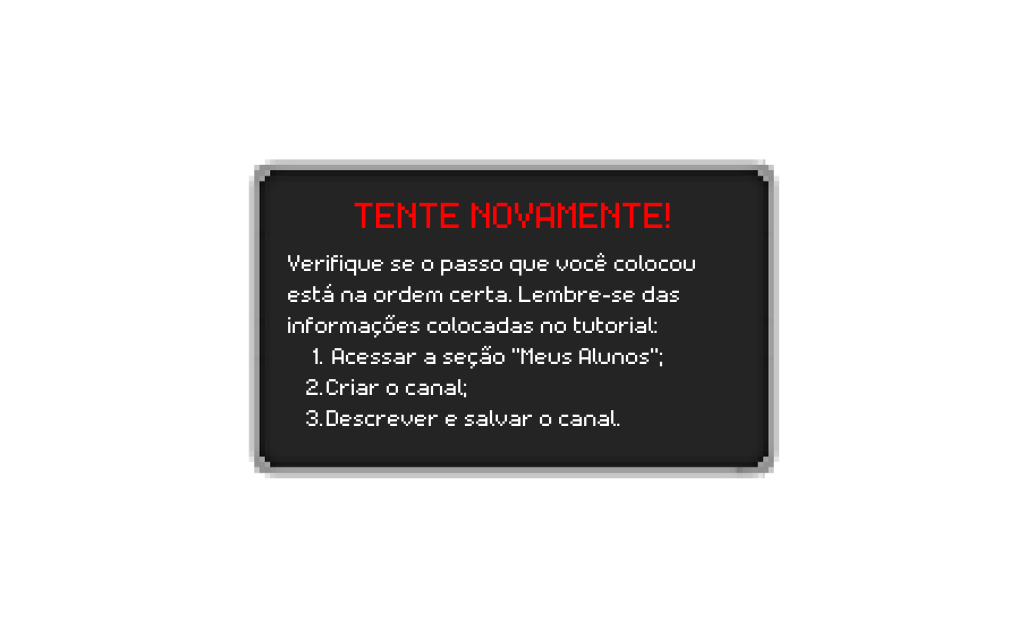 TENTE NOVAMENTE!
Verifique se o passo que você colocou
está na ordem certa. Lembre-se das
informações colocadas no tutorial:
1. Acessar a seção "Meus Alunos";
2.Criar o canal;
3.Descrever e salvar o canal.